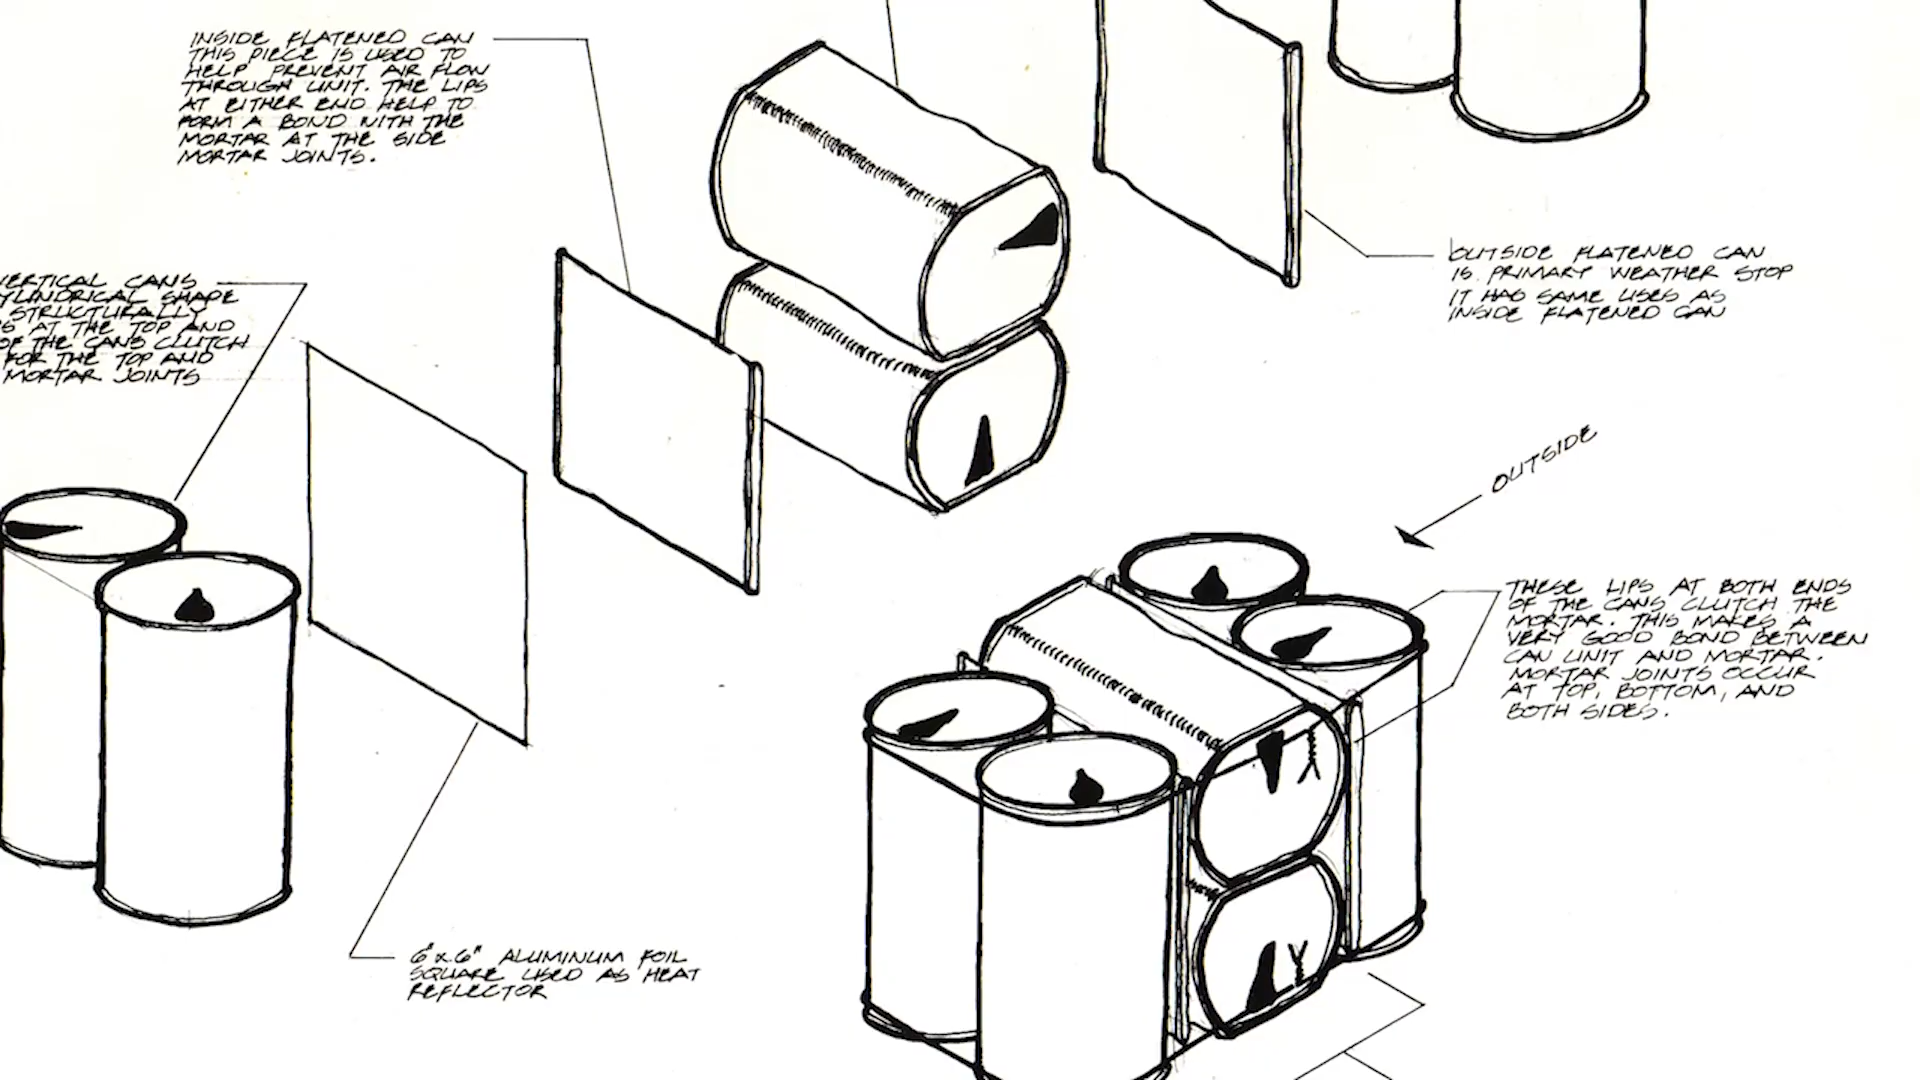 INSIDE FLATENED CAN
THIS PIECE IS USED TO
HELP PREVENT AIR FLOW
THROUGH UNIT. THE LIPS
AT EITHER END HELP TO
FORM A BOND WITH THE
MORTAR AT THE SIDE
MORTAR JOINTS.
VERTICAL CANS
CYLINDRICAL SHAPE
STRUCTURALLY
AT THE TOP AND
OF THE CANS CLUTCH
FOR THE TOP AND
MORTAR JOINTS
OUTSIDE FLATENED CAN
IS PRIMARY WEATHER STOP
IT HAS SAME USES AS
INSIDE FLATENED CAN
OUTSIDE
THESE LIPS AT BOTH ENDS
OF THE CANS CLUTCH THE
MORTAR. THIS MAKES A
VERY GOOD BOND BETWEEN
CAN UNIT AND MORTAR.
MORTAR JOINTS OCCUR
AT TOP, BOTTOM, AND
BOTH SIDES.
6"x6" ALUMINUM FOIL
SQUARE USED AS HEAT
REFLECTOR